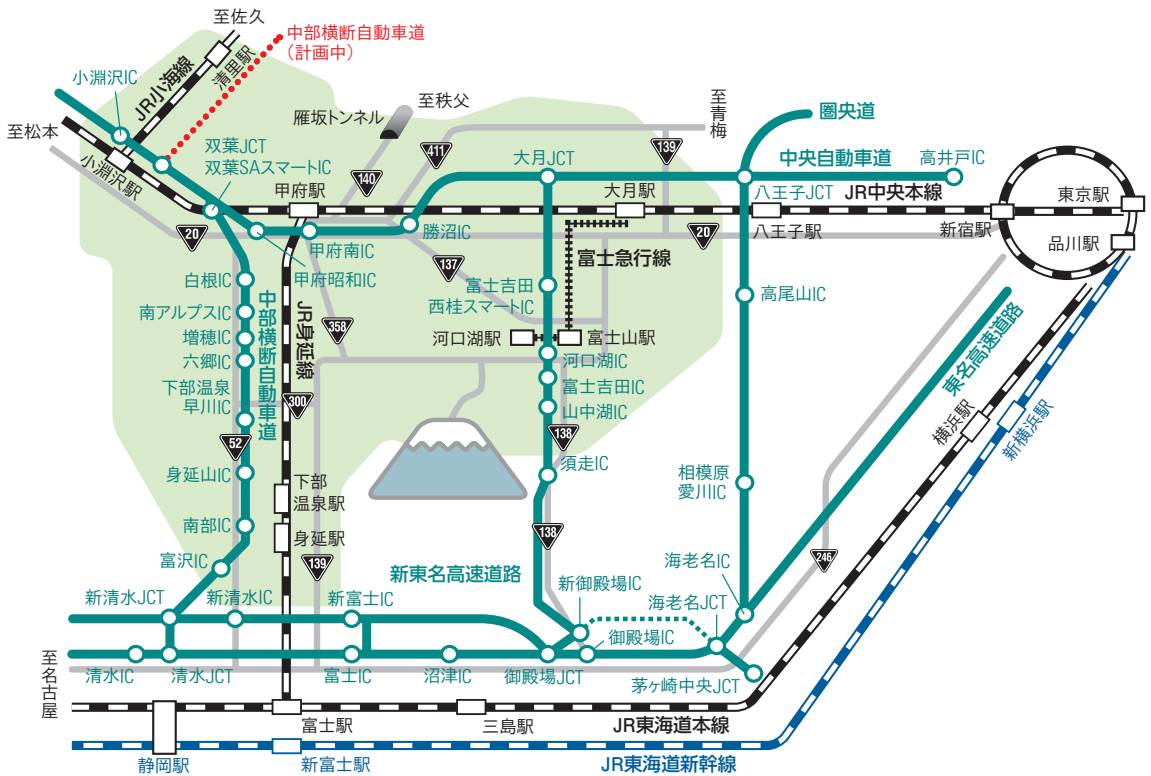 至佐久
中部横断自動車道
（計画中）
小淵沢IC
JR小海線
清里駅
至松本
小淵沢駅
双葉JCT
双葉SAスマートIC
雁坂トンネル
至秩父
至青梅
圏央道
411
139
140
大月JCT
中央自動車道
高井戸IC
甲府駅
大月駅
八王子JCT
JR中央本線
東京駅
20
甲府南IC
勝沼IC
20
八王子駅
新宿駅
品川駅
甲府昭和IC
137
富士急行線
白根IC
富士吉田
西桂スマートIC
高尾山IC
南アルプスIC
中部横断自動車道
JR身延線
358
増穂IC
河口湖駅
富士山駅
東名高速道路
六郷IC
河口湖IC
下部温泉
早川IC
富士吉田IC
300
山中湖IC
横浜駅
新横浜駅
52
138
須走IC
身延山IC
相模原
愛川IC
下部
温泉駅
南部IC
身延駅
138
富沢IC
139
新東名高速道路
246
新御殿場IC
海老名IC
新清水JCT
新清水IC
新富士IC
海老名JCT
御殿場IC
至名古屋
清水IC
清水JCT
富士IC
沼津IC
御殿場JCT
茅ヶ崎中央JCT
富士駅
三島駅
JR東海道本線
静岡駅
新富士駅
JR東海道新幹線